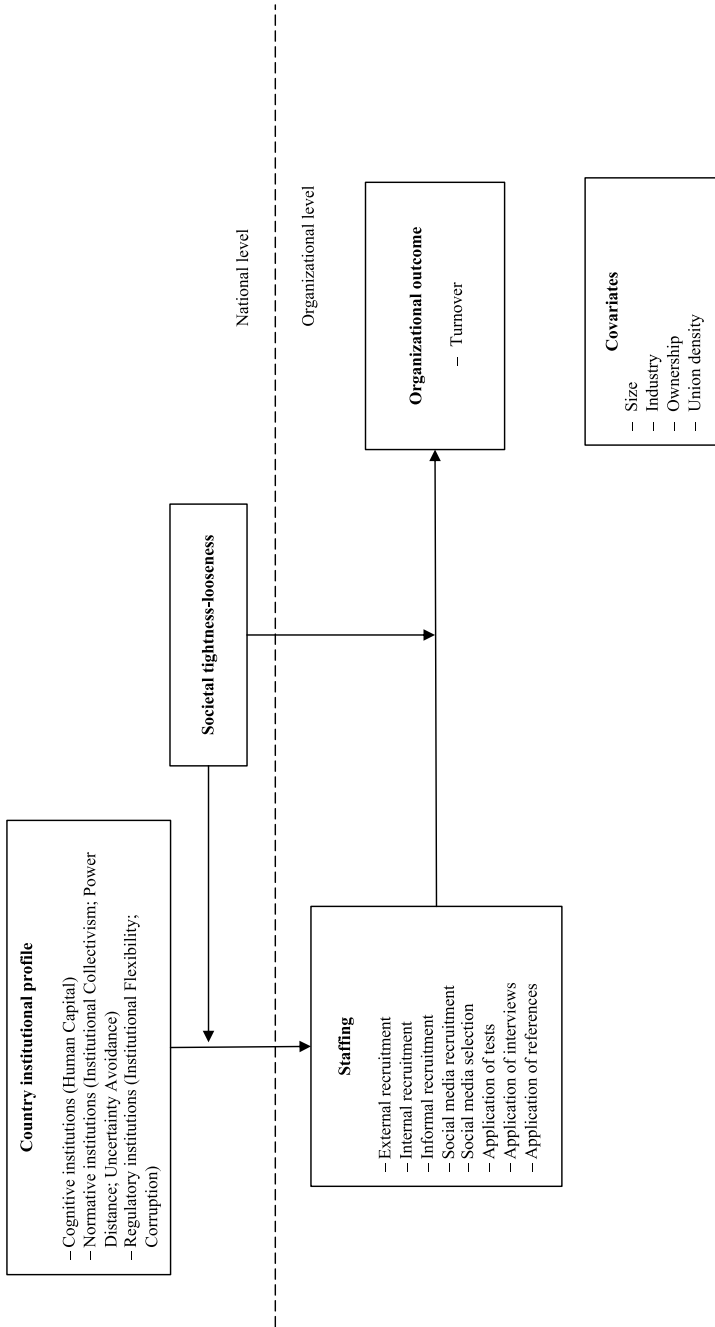 Country institutional profile
– Cognitive institutions (Human Capital)
– Normative institutions (Institutional Collectivism; Power
Distance; Uncertainty Avoidance)
– Regulatory institutions (Institutional Flexibility;
Corruption)
Societal tightness-looseness
National level
Organizational level
Staffing
– External recruitment
– Internal recruitment
– Informal recruitment
– Social media recruitment
– Social media selection
– Application of tests
– Application of interviews
– Application of references
Organizational outcome
– Turnover
Covariates
– Size
– Industry
– Ownership
– Union density